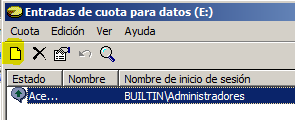 Entradas de cuota para datos (E:)
Cuota Edición Ver Ayuda
Estado Nombre Nombre de inicio de sesión
Ace... BUILTIN\Administradores